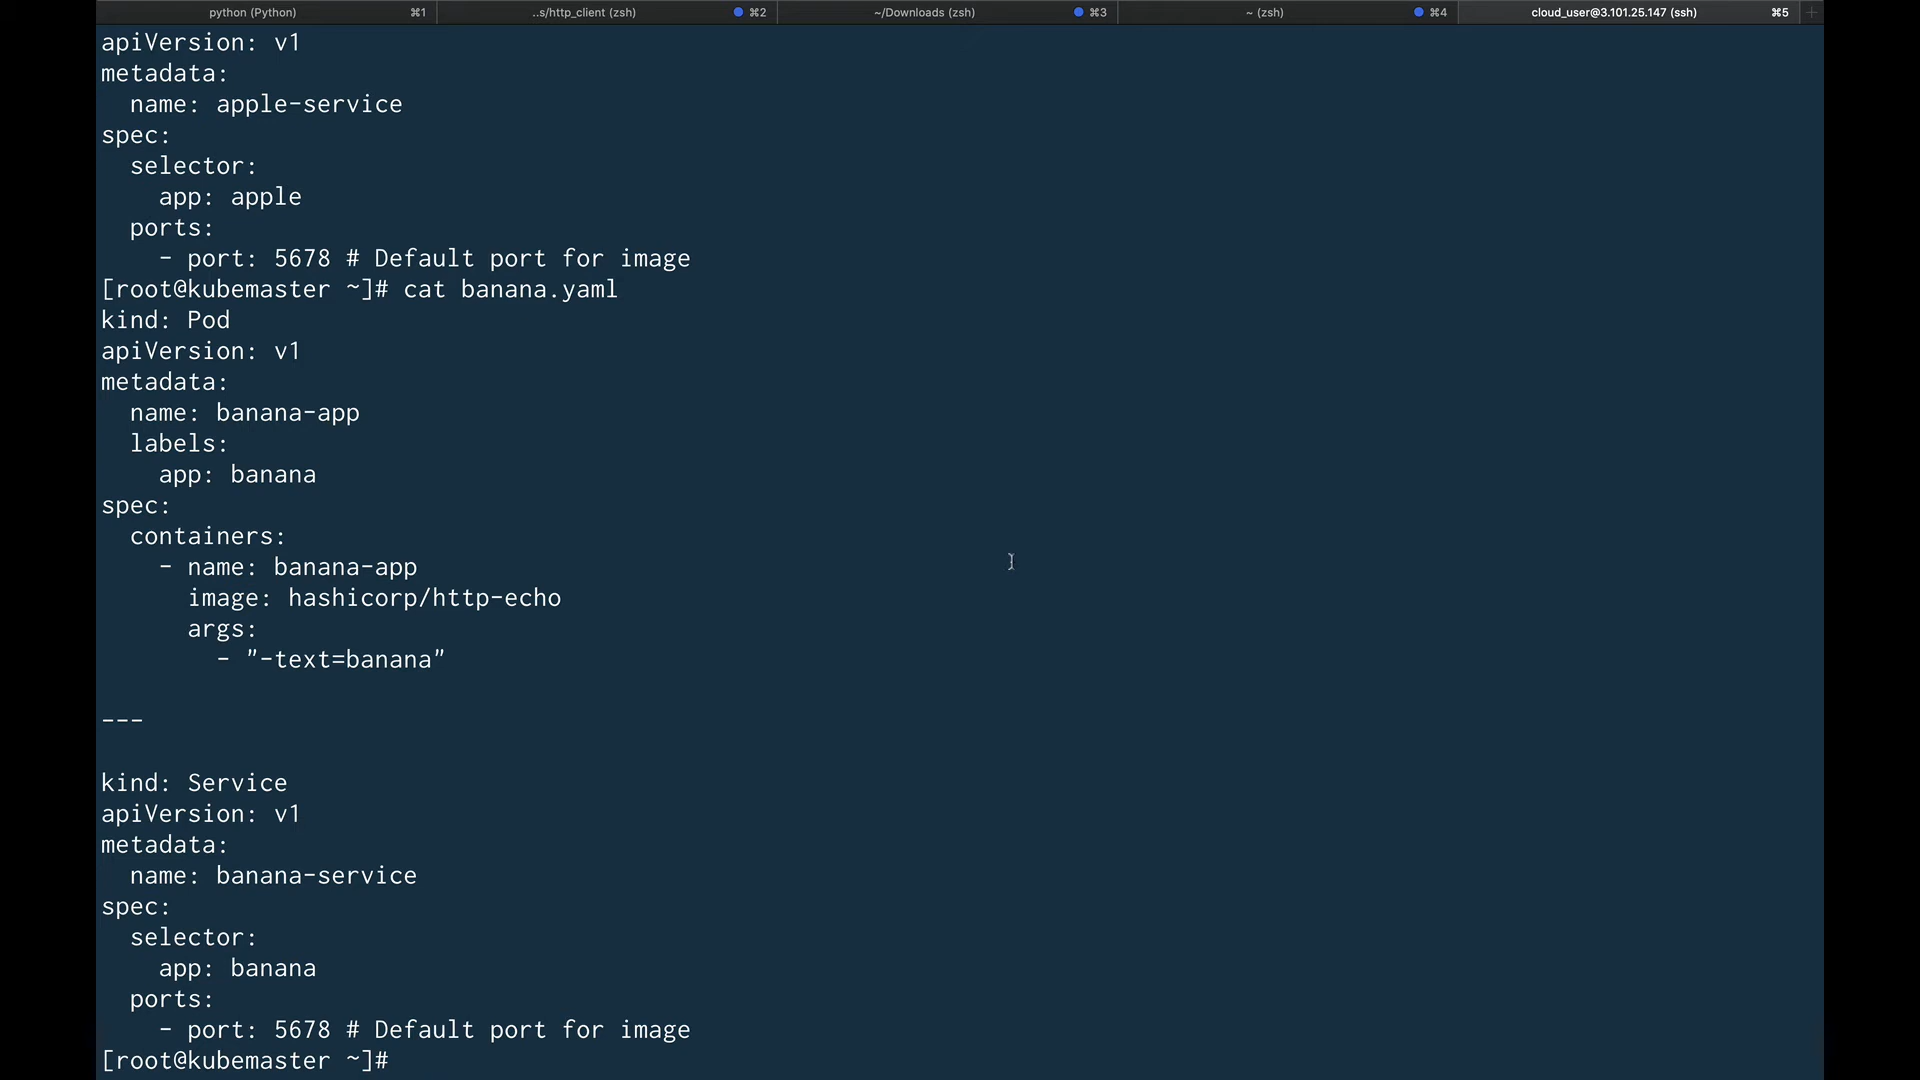 python (Python) ⌘1 ..s/http_client (zsh) ⌘2 ~/Downloads (zsh) ⌘3 ~ (zsh) ⌘4 cloud_user@3.101.25.147 (ssh) ⌘5 +
apiVersion: v1
metadata:
  name: apple-service
spec:
  selector:
    app: apple
  ports:
    - port: 5678 # Default port for image
[root@kubemaster ~]# cat banana.yaml
kind: Pod
apiVersion: v1
metadata:
  name: banana-app
  labels:
    app: banana
spec:
  containers:
    - name: banana-app
      image: hashicorp/http-echo
      args:
        - "-text=banana"

---

kind: Service
apiVersion: v1
metadata:
  name: banana-service
spec:
  selector:
    app: banana
  ports:
    - port: 5678 # Default port for image
[root@kubemaster ~]#